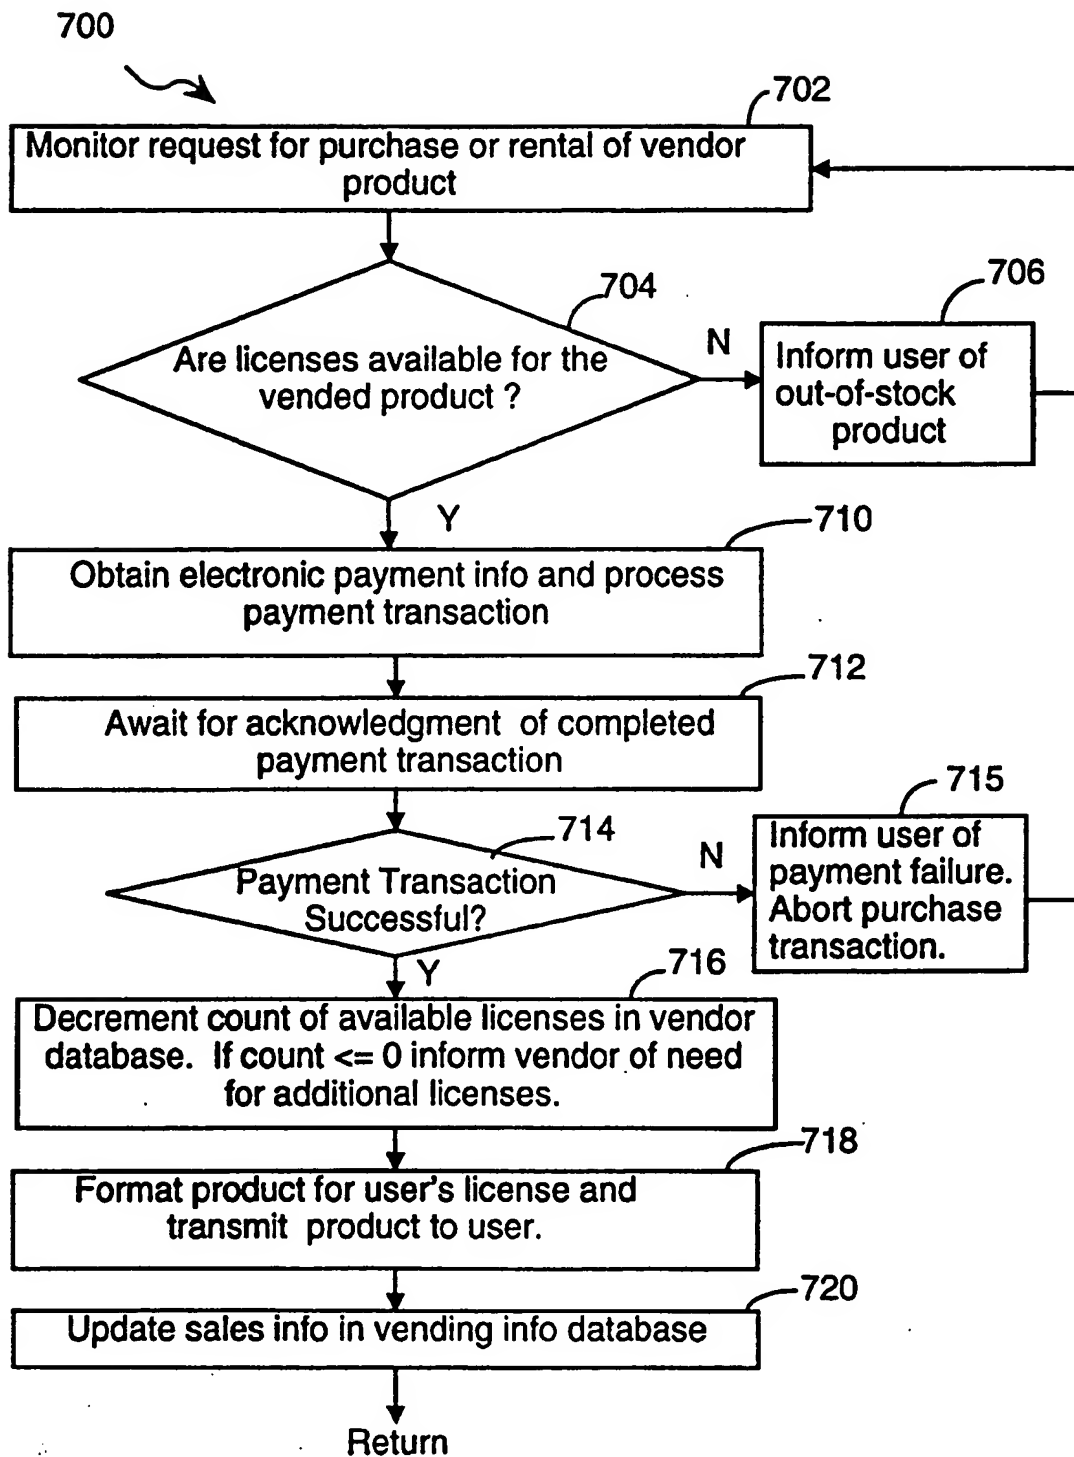 700
702
Monitor request for purchase or rental of vendor
product
704
706
Are licenses available for the
vended product ?
N
Inform user of
out-of-stock
product
Y
710
Obtain electronic payment info and process
payment transaction
712
Await for acknowledgment of completed
payment transaction
714
715
Payment Transaction
Successful?
N
Inform user of
payment failure.
Abort purchase
transaction.
Y
716
Decrement count of available licenses in vendor
database. If count <= 0 inform vendor of need
for additional licenses.
718
Format product for user's license and
transmit product to user.
720
Update sales info in vending info database
Return